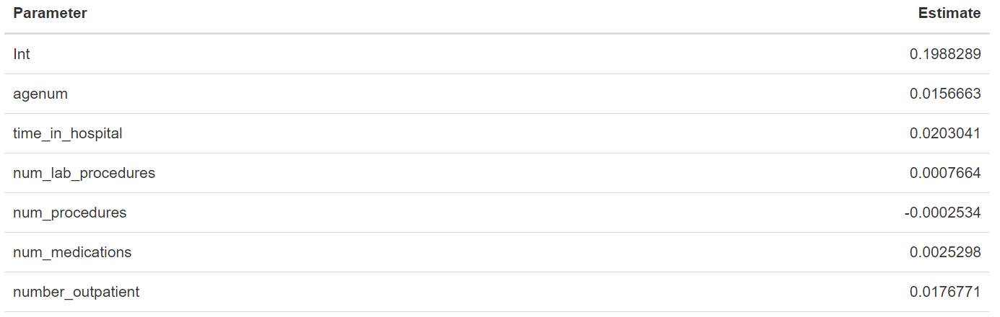 Parameter Estimate
Int 0.1988289
agenum 0.0156663
time_in_hospital 0.0203041
num_lab_procedures 0.0007664
num_procedures -0.0002534
num_medications 0.0025298
number_outpatient 0.0176771